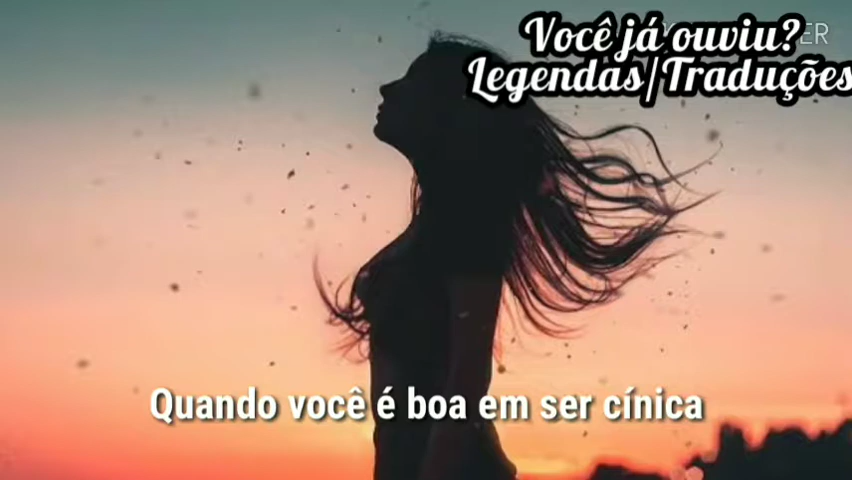 Você já ouviu?
Legendas/Traduções
Quando você é boa em ser cínica